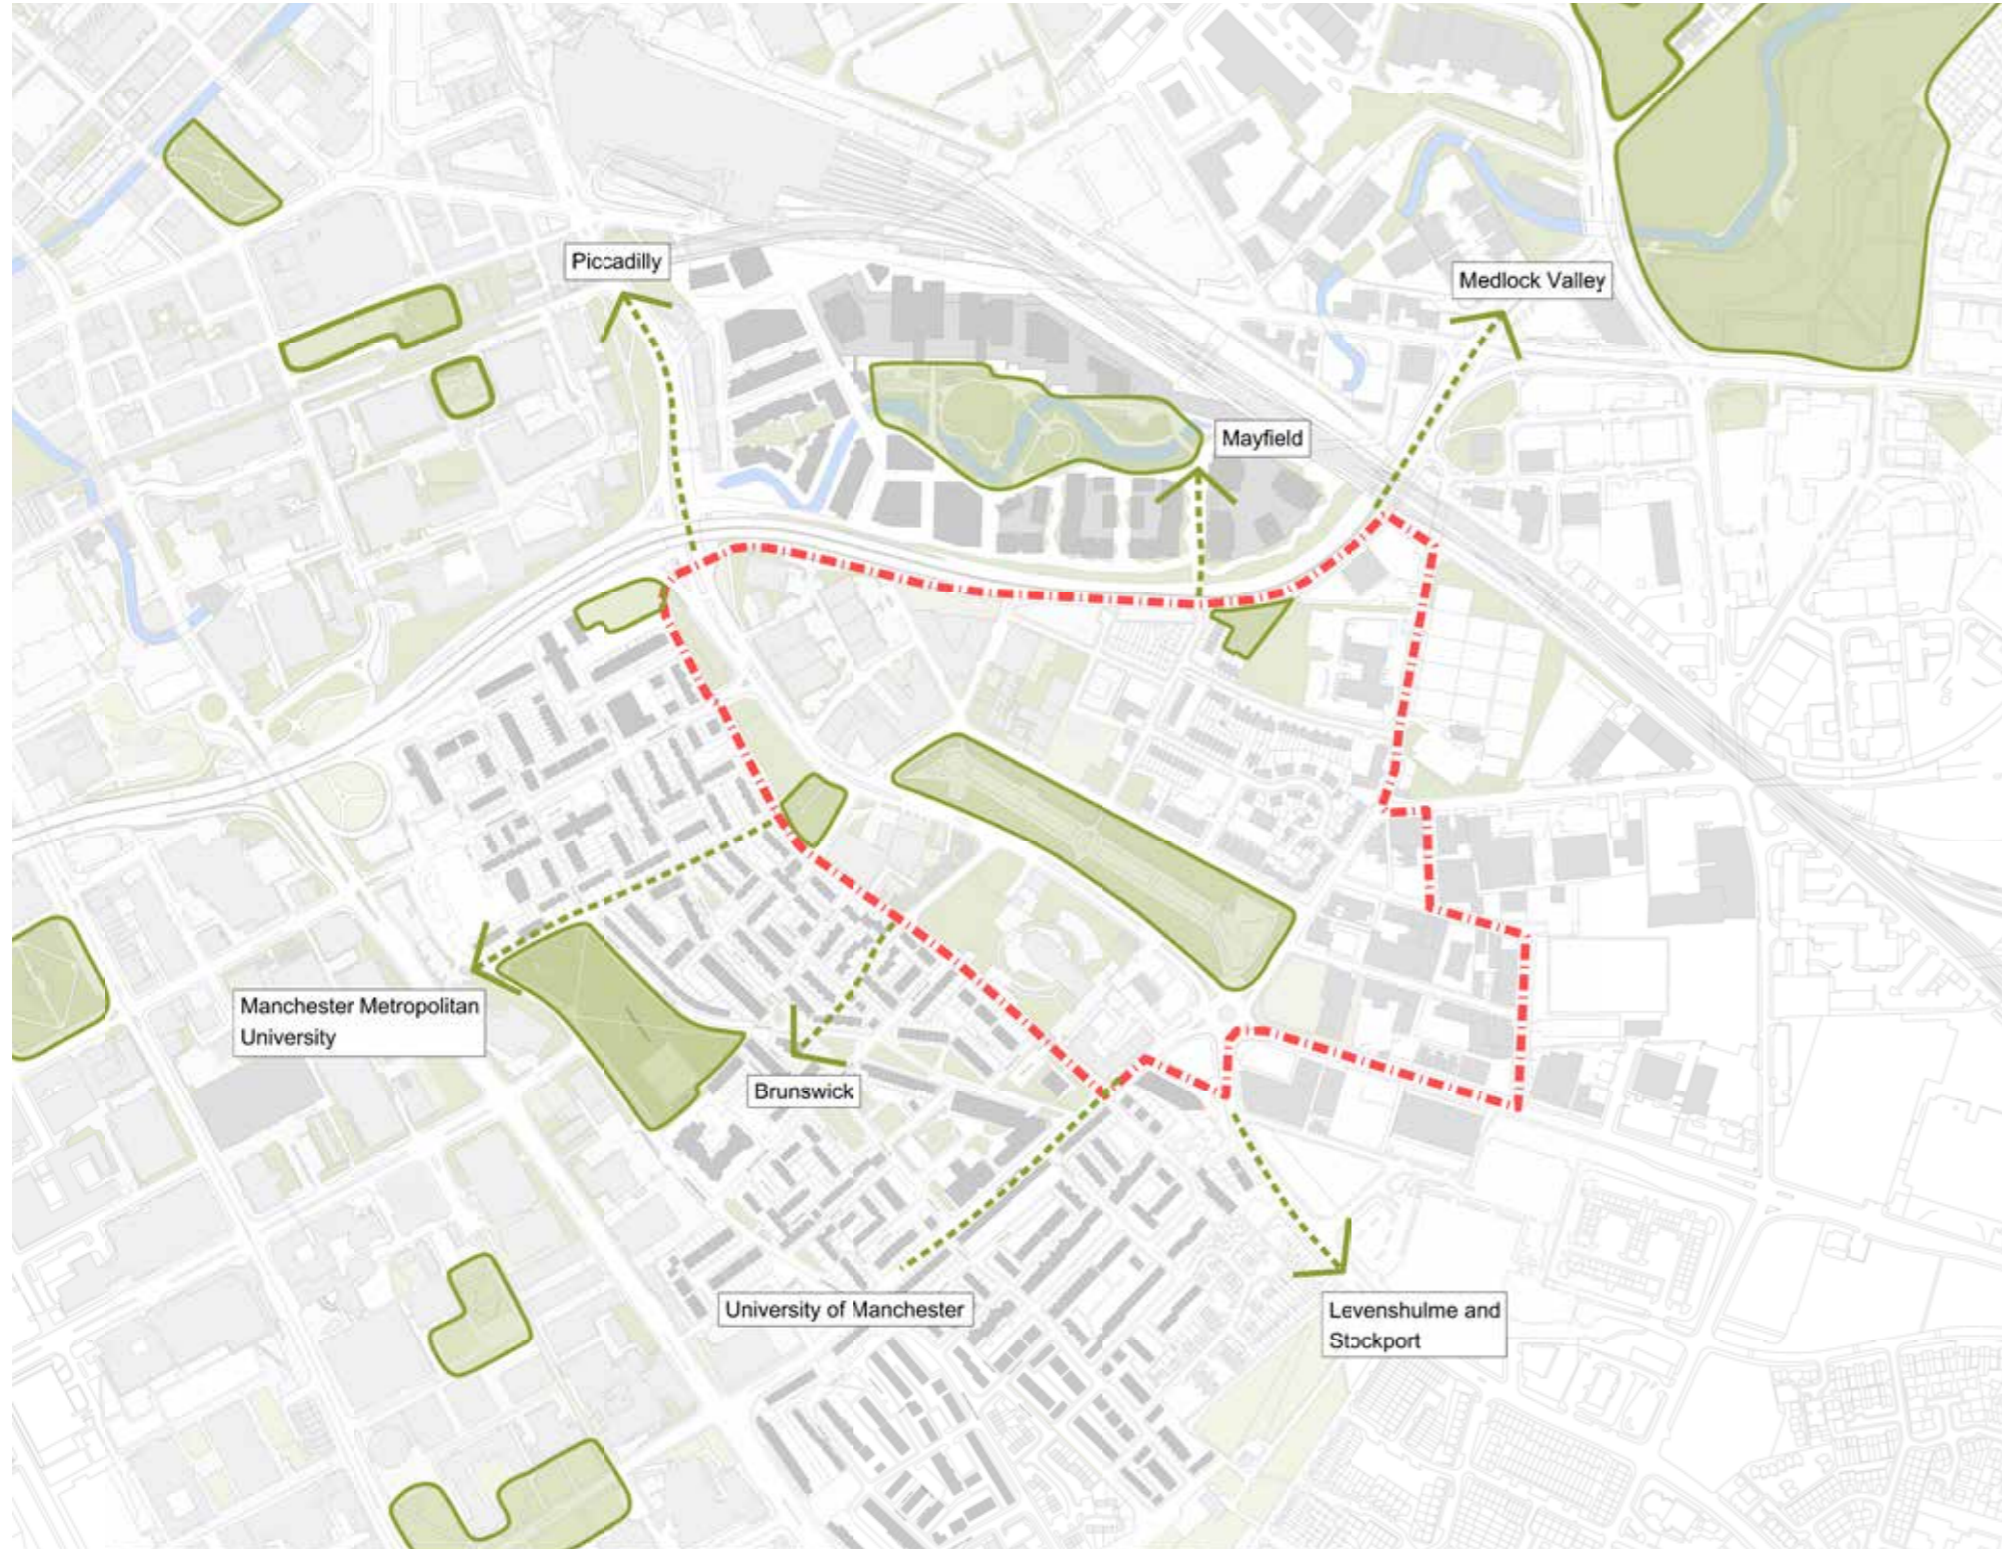 Piccadilly
Medlock Valley
Mayfield
Manchester Metropolitan
University
Brunswick
University of Manchester
Levenshulme and
Stockport